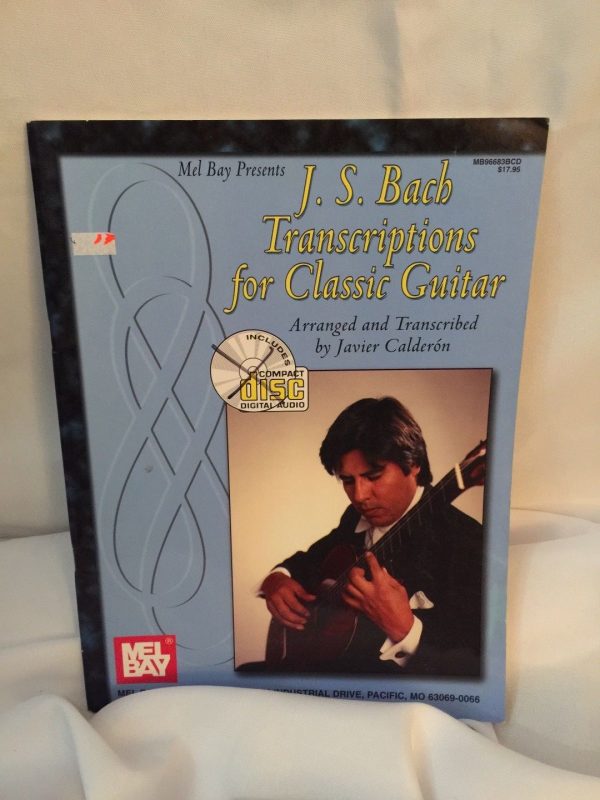 Mel Bay Presents
MB96683BCD
$17.95
J. S. Bach
Transcriptions
for Classic Guitar
Arranged and Transcribed
by Javier Calderón
INCLUDES
COMPACT
disc
DIGITAL AUDIO
MEL
BAY®
MEL INDUSTRIAL DRIVE, PACIFIC, MO 63069-0066